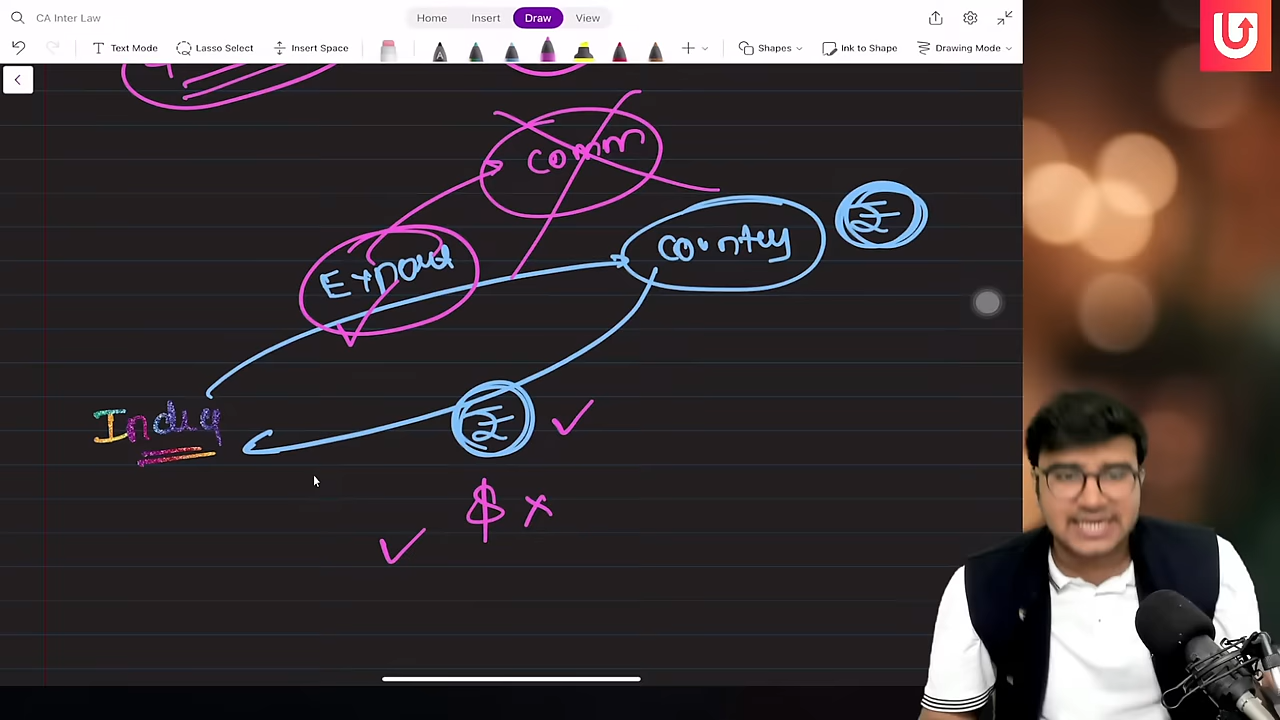 CA Inter Law
Home Insert Draw View
Text Mode Lasso Select Insert Space Shapes Ink to Shape Drawing Mode
Comm
Country ₹
Export
India
₹
$ x